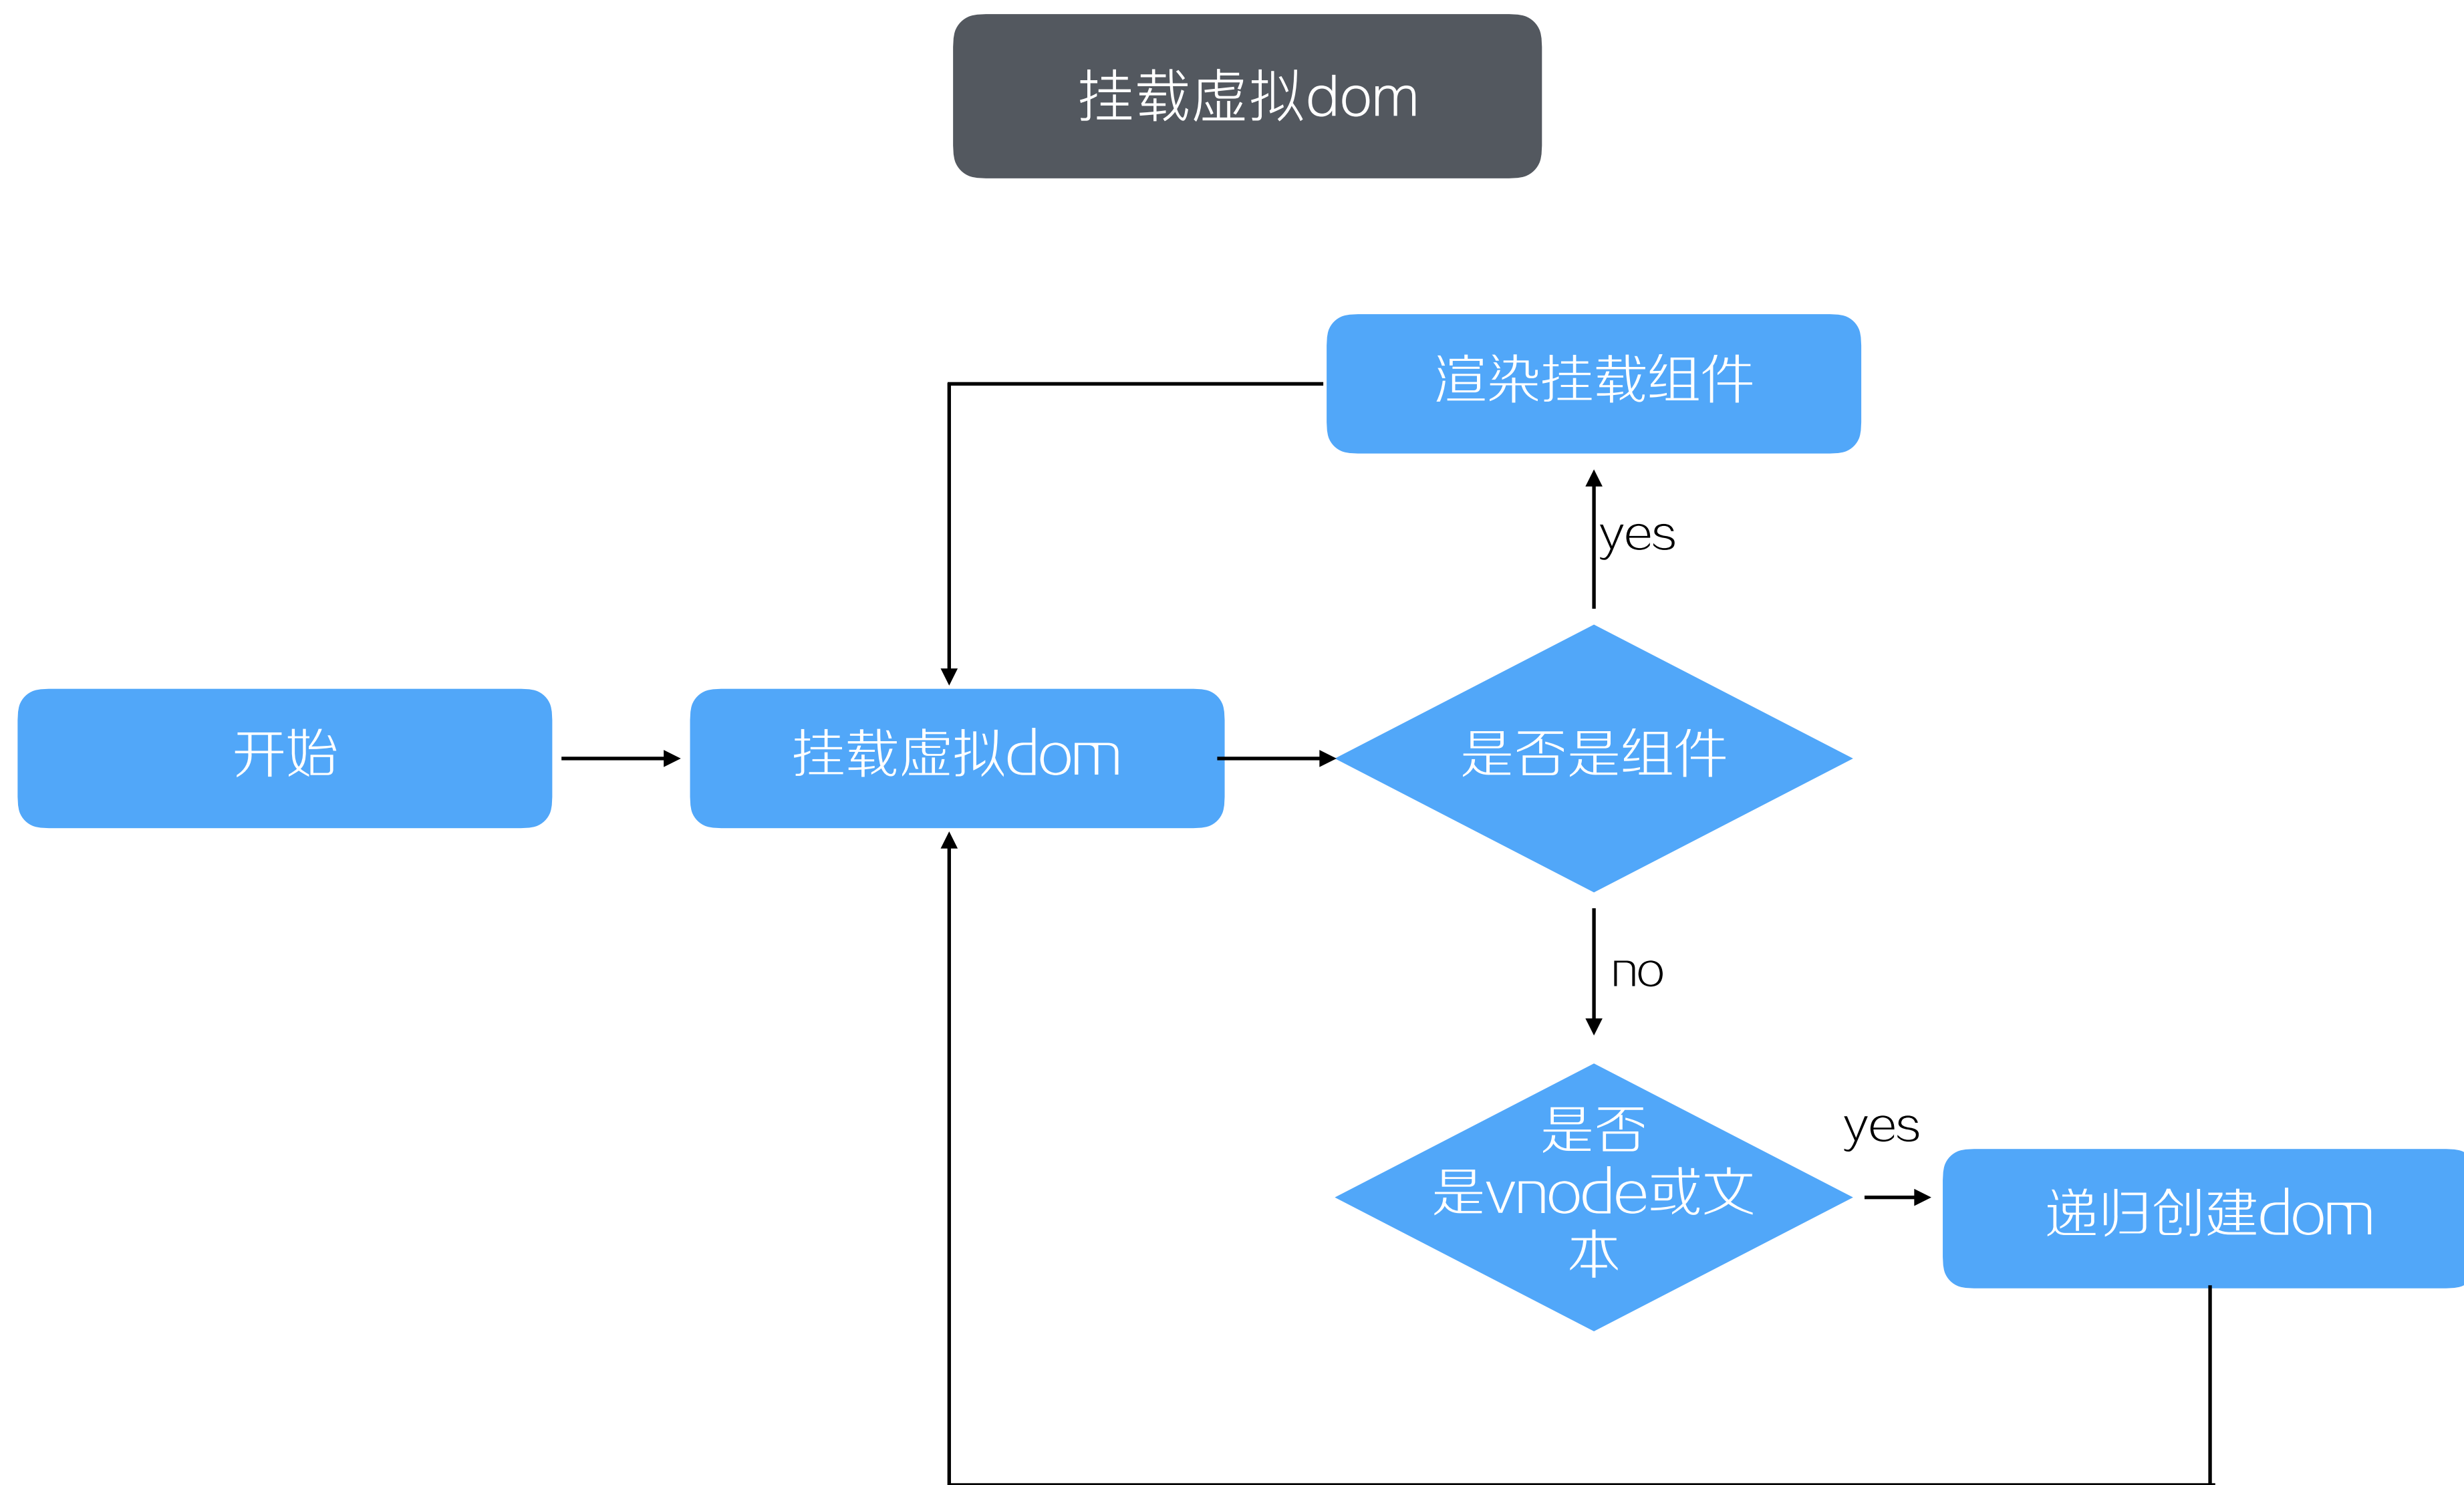 挂载虚拟dom
渲染挂载组件
yes
开始
挂载虚拟dom
是否是组件
no
是否
是vnode或文
本
yes
递归创建dom